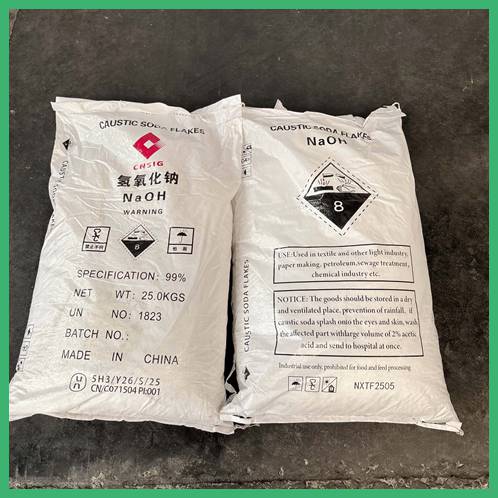 CAUSTIC SODA FLAKES
CNSIG
氢氧化钠
NaOH
WARNING
8
SPECIFICATION: 99%
NET WT: 25.0KGS
UN NO: 1823
BATCH NO.:
MADE IN CHINA
un
5H3/Y26/S/25
CN/C071504 PI:001
CAUSTIC SODA FLAKES
NaOH
8
USE:Used in textile and other light industry,
paper making, petroleum,sewage treatment,
chemical industry etc.
NOTICE: The goods should be stored in a dry
and ventilated place, prevention of rainfall, if
caustic soda splash onto the eyes and skin, wash
the affected part withlarge volume of 2% acetic
acid and send to hospital at once.
Industrial use only, prohibited for food and feed processing
NXTF2505
CAUSTIC SODA FLAKES